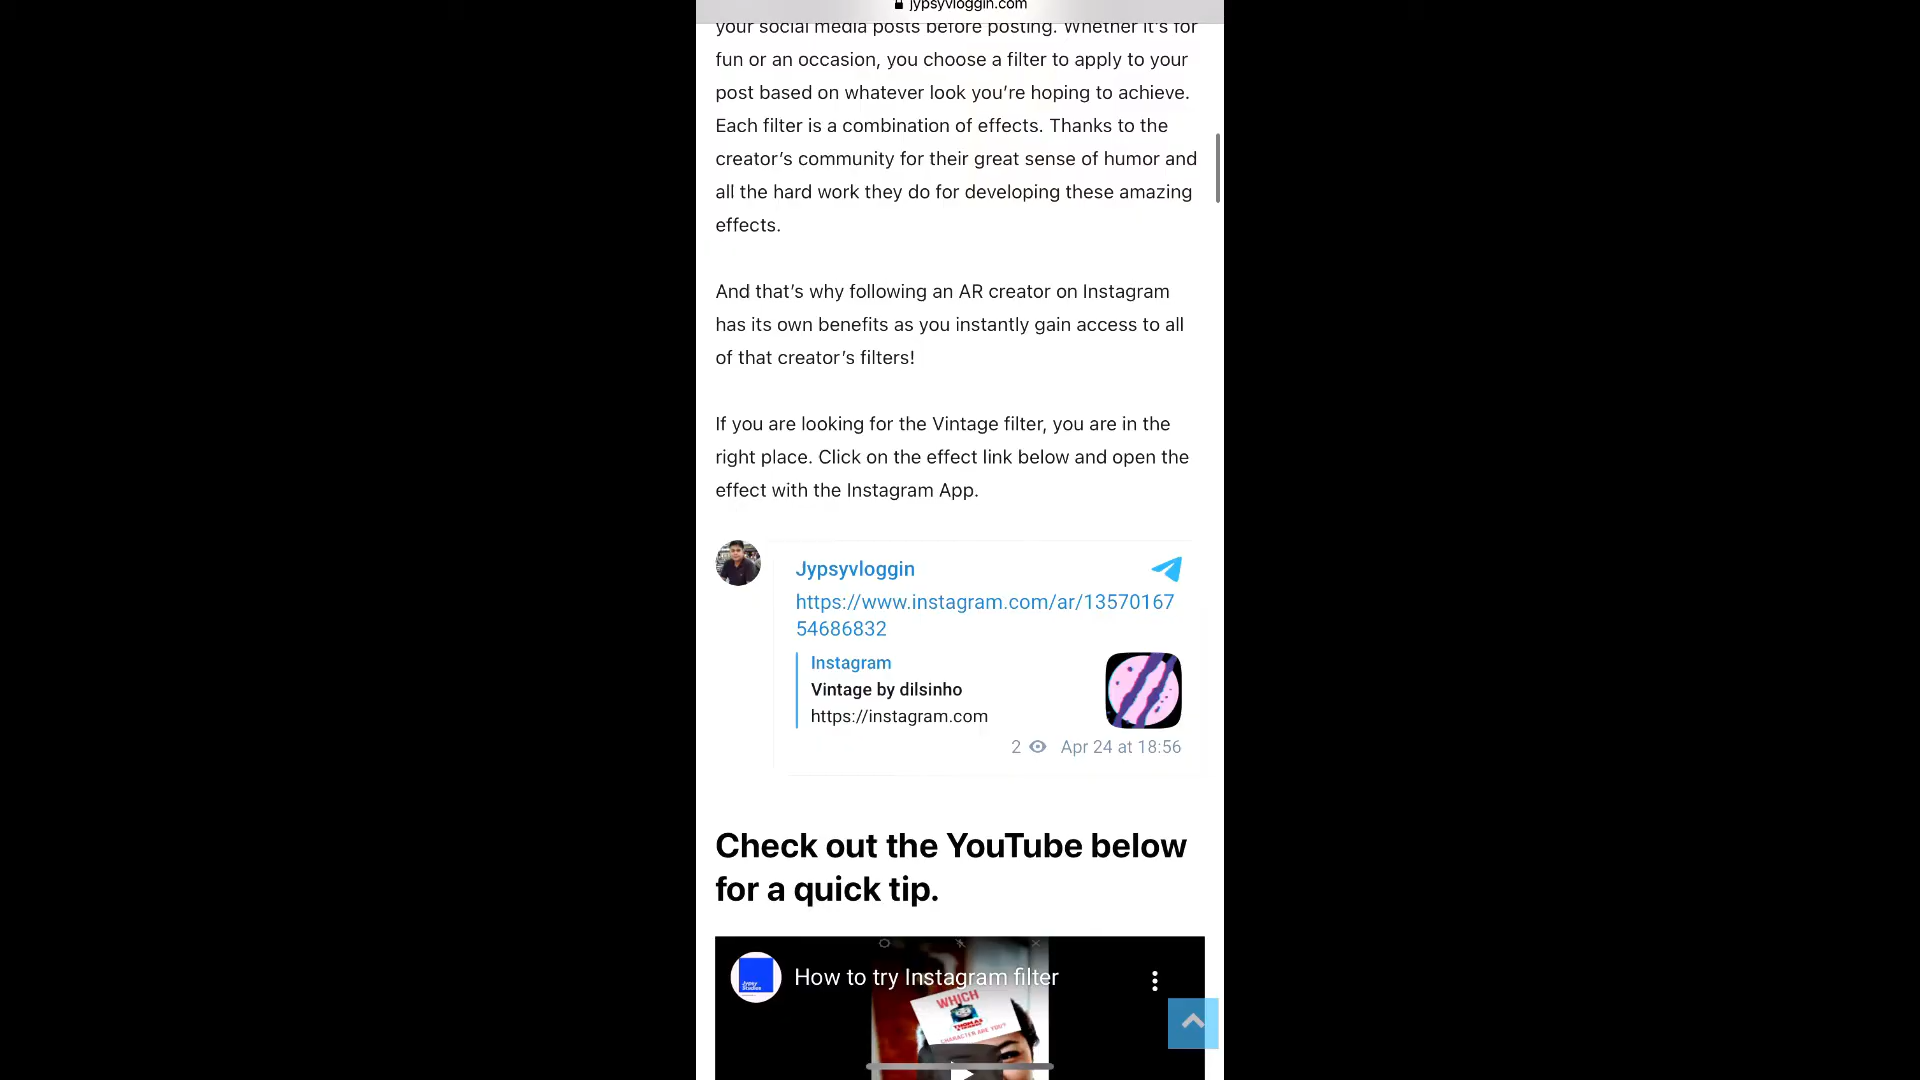 jypsyvloggin.com
your social media posts before posting. Whether it's for
fun or an occasion, you choose a filter to apply to your
post based on whatever look you’re hoping to achieve.
Each filter is a combination of effects. Thanks to the
creator’s community for their great sense of humor and
all the hard work they do for developing these amazing
effects.
And that’s why following an AR creator on Instagram
has its own benefits as you instantly gain access to all
of that creator’s filters!
If you are looking for the Vintage filter, you are in the
right place. Click on the effect link below and open the
effect with the Instagram App.
Jypsyvloggin
https://www.instagram.com/ar/13570167
54686832
Instagram
Vintage by dilsinho
https://instagram.com
2 Apr 24 at 18:56
Check out the YouTube below
for a quick tip.
Jypsy
Studios
How to try Instagram filter
WHICH
THOMAS
CHARACTER ARE YOU?